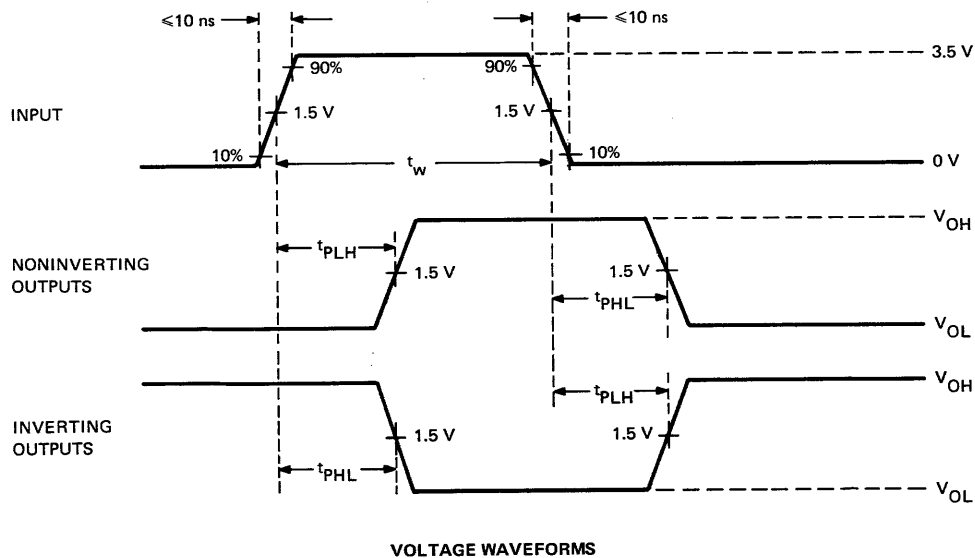 ≤10 ns
≤10 ns
90%
90%
3.5 V
INPUT
1.5 V
1.5 V
10%
t_w
10%
0 V
V_OH
NONINVERTING
OUTPUTS
t_PLH
1.5 V
1.5 V
t_PHL
V_OL
V_OH
INVERTING
OUTPUTS
t_PLH
1.5 V
1.5 V
t_PHL
V_OL
VOLTAGE WAVEFORMS